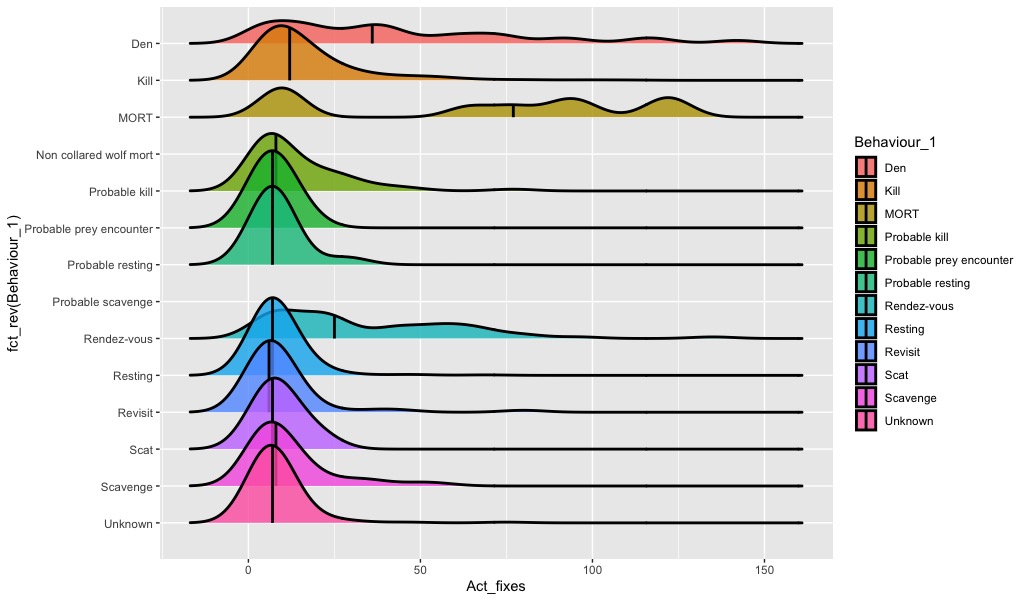 fct_rev(Behaviour_1)
Den
Kill
MORT
Non collared wolf mort
Probable kill
Probable prey encounter
Probable resting
Probable scavenge
Rendez-vous
Resting
Revisit
Scat
Scavenge
Unknown
0
50
100
150
Act_fixes
Behaviour_1
Den
Kill
MORT
Probable kill
Probable prey encounter
Probable resting
Rendez-vous
Resting
Revisit
Scat
Scavenge
Unknown